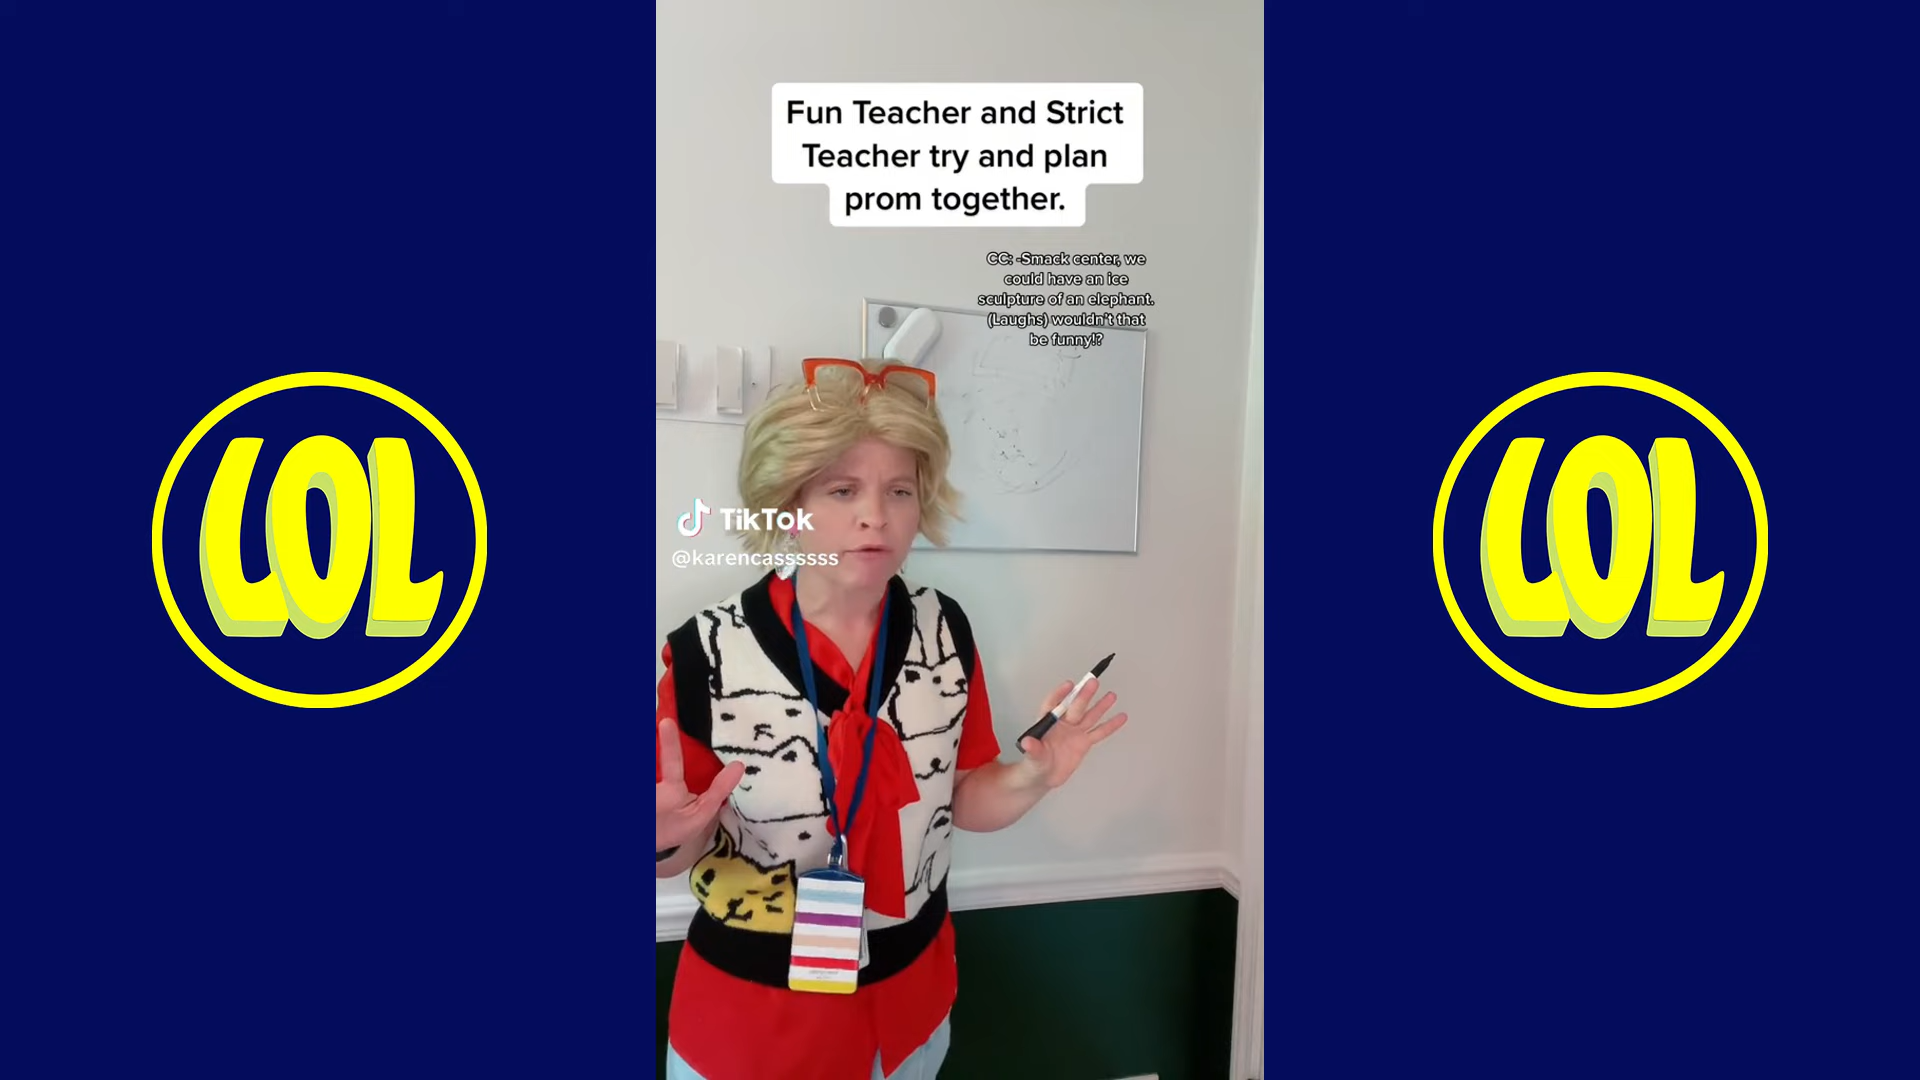 Fun Teacher and Strict
Teacher try and plan
prom together.
CC: -Smack center, we
could have an ice
sculpture of an elephant.
(Laughs) wouldn't that
be funny!?
LOL
LOL
TikTok
@karencassssss